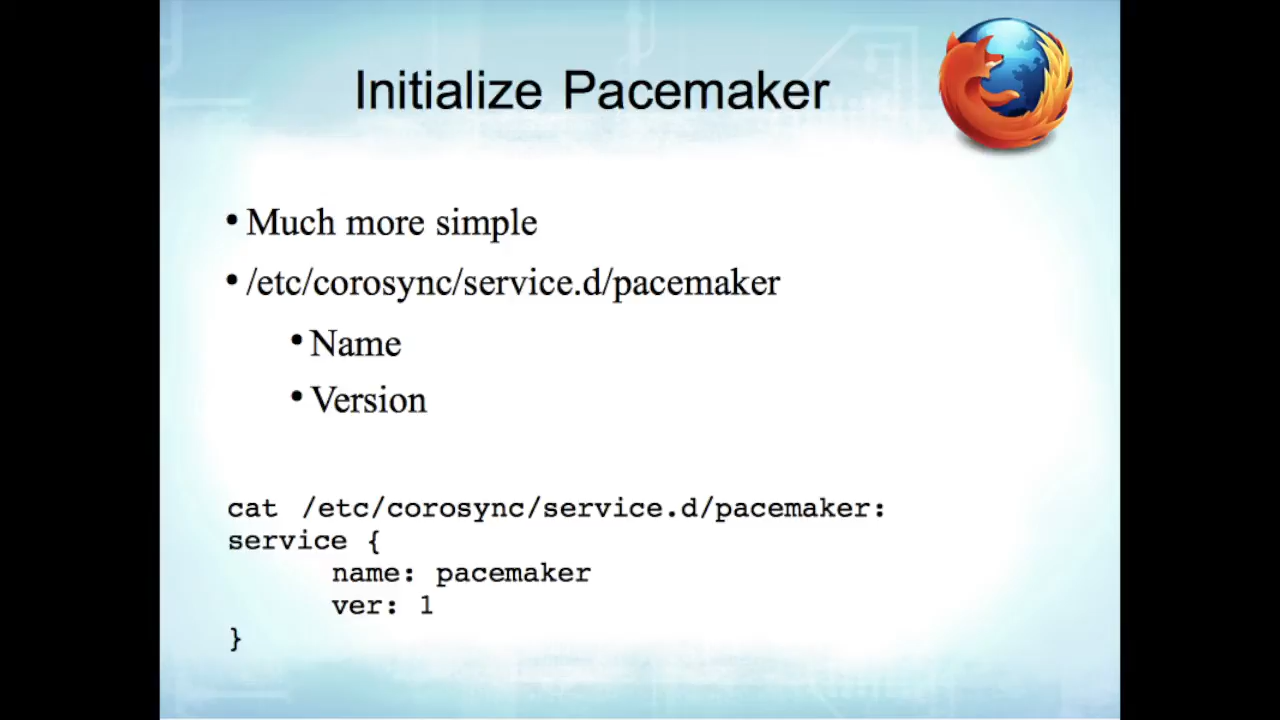 Initialize Pacemaker
• Much more simple
• /etc/corosync/service.d/pacemaker
• Name
• Version
cat /etc/corosync/service.d/pacemaker:
service {
name: pacemaker
ver: 1
}